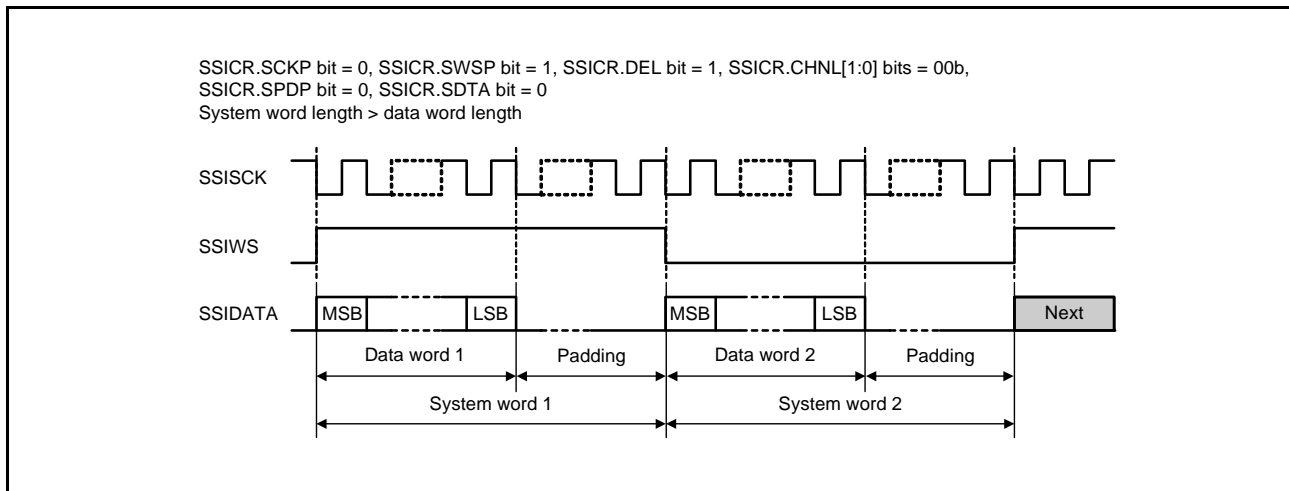 SSICR.SCKP bit = 0, SSICR.SWSP bit = 1, SSICR.DEL bit = 1, SSICR.CHNL[1:0] bits = 00b,
SSICR.SPDP bit = 0, SSICR.SDTA bit = 0
System word length > data word length
SSISCK
SSIWS
SSIDATA MSB LSB MSB LSB Next
Data word 1 Padding Data word 2 Padding
System word 1 System word 2